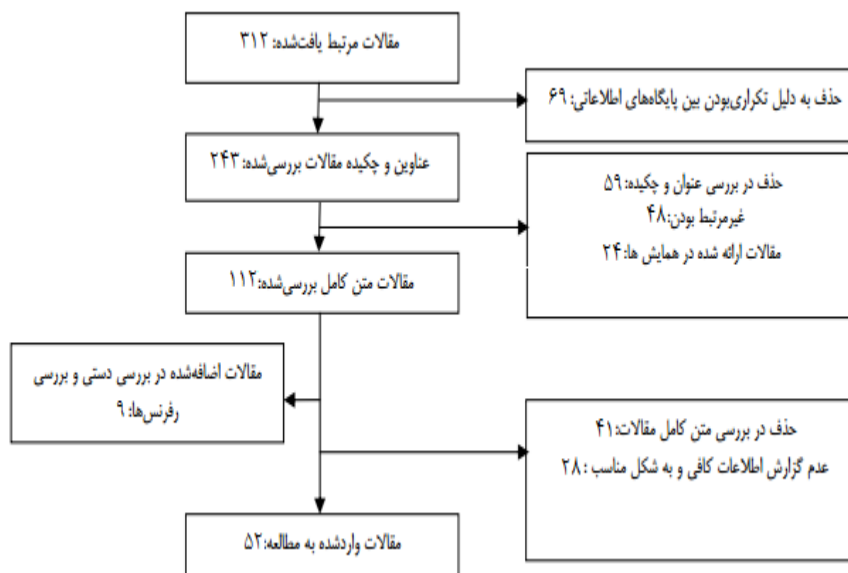 مقالات مرتبط یافت‌شده: ۳۱۲
حذف به دلیل تکراری‌بودن بین پایگاه‌های اطلاعاتی: ۶۹
عناوین و چکیده مقالات بررسی‌شده: ۲۴۳
حذف در بررسی عنوان و چکیده: ۵۹
غیرمرتبط بودن: ۴۸
مقالات ارائه شده در همایش ها: ۲۴
مقالات متن کامل بررسی‌شده: ۱۱۲
مقالات اضافه‌شده در بررسی دستی و بررسی
رفرنس‌ها: ۹
حذف در بررسی متن کامل مقالات: ۴۱
عدم گزارش اطلاعات کافی و به شکل مناسب : ۲۸
مقالات واردشده به مطالعه: ۵۲